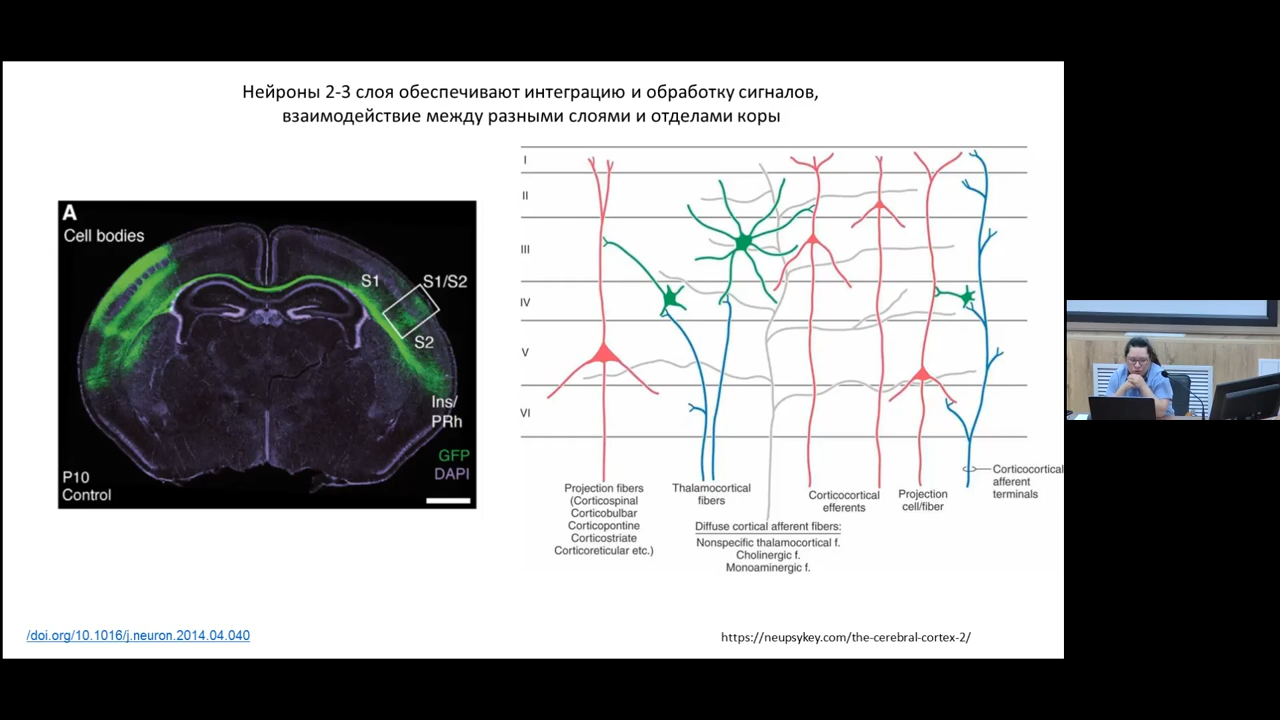 Нейроны 2-3 слоя обеспечивают интеграцию и обработку сигналов,
взаимодействие между разными слоями и отделами коры
A
Cell bodies
S1
S1/S2
S2
Ins/
PRh
GFP
DAPI
P10
Control
I
II
III
IV
V
VI
Projection fibers
(Corticospinal
Corticobulbar
Corticopontine
Corticostriate
Corticoreticular etc.)
Thalamocortical
fibers
Diffuse cortical afferent fibers:
Nonspecific thalamocortical f.
Cholinergic f.
Monoaminergic f.
Corticocortical
efferents
Projection
cell/fiber
Corticocortical
afferent
terminals
/doi.org/10.1016/j.neuron.2014.04.040
https://neupsykey.com/the-cerebral-cortex-2/